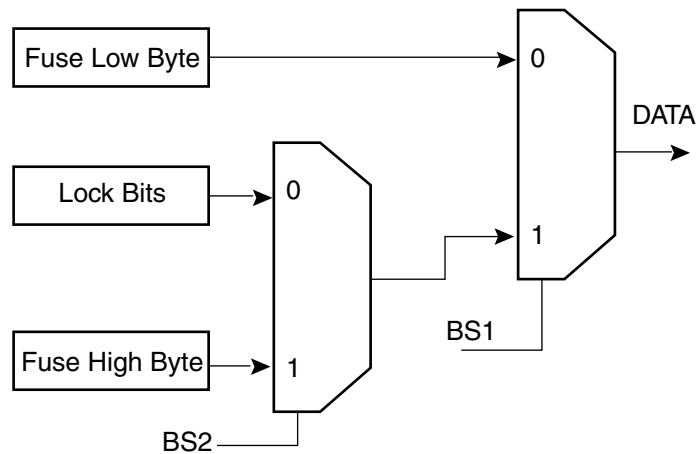 Fuse Low Byte
0
DATA
Lock Bits
0
1
BS1
Fuse High Byte
1
BS2